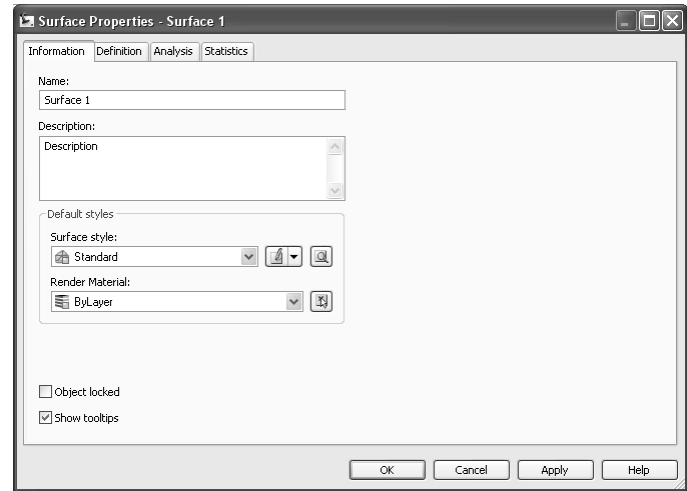 Surface Properties - Surface 1
Information Definition Analysis Statistics
Name:
Surface 1
Description:
Description
Default styles
Surface style:
Standard
Render Material:
ByLayer
Object locked
Show tooltips
OK Cancel Apply Help